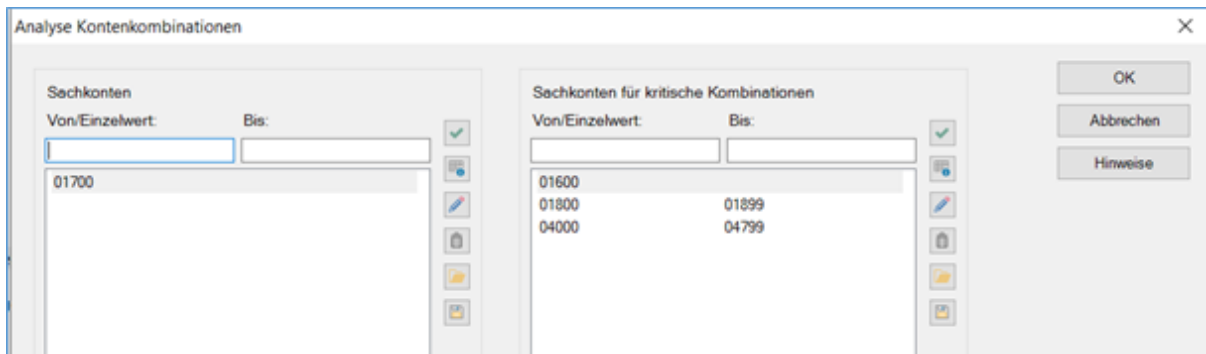 Analyse Kontenkombinationen
Sachkonten
Von/Einzelwert: Bis:
01700
Sachkonten für kritische Kombinationen
Von/Einzelwert: Bis:
01600
01800 01899
04000 04799
OK
Abbrechen
Hinweise